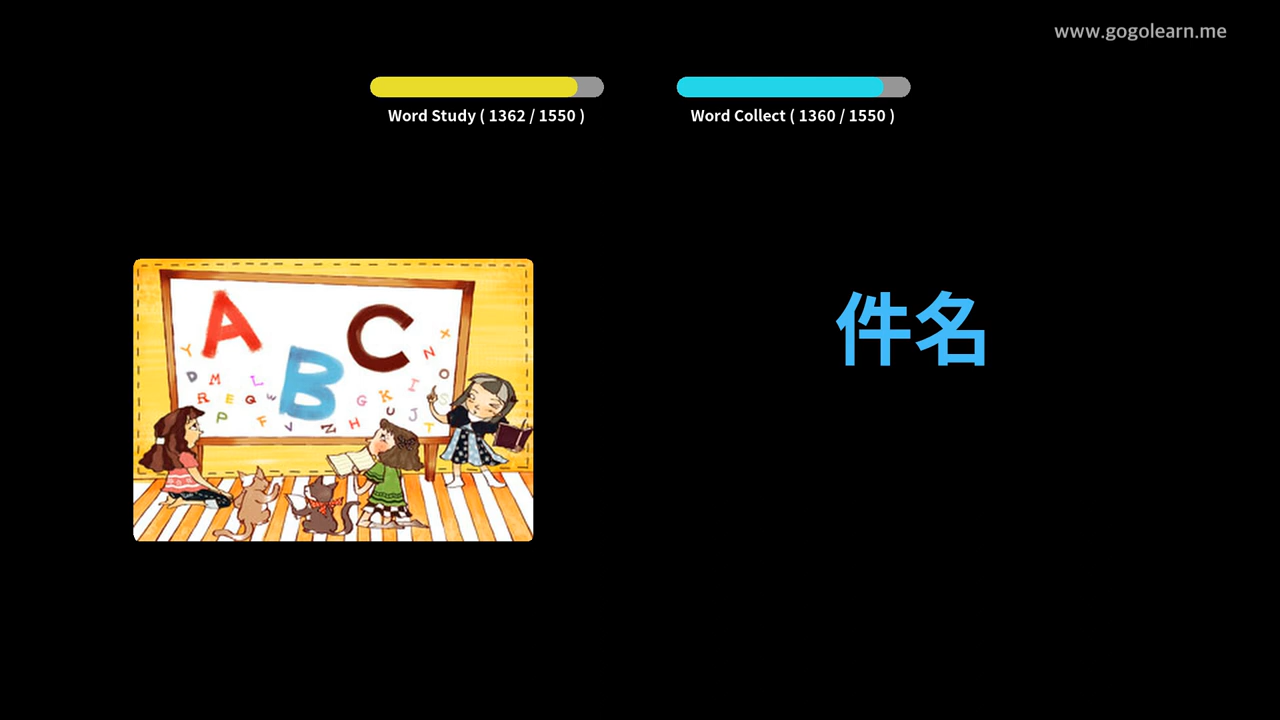 www.gogolearn.me
Word Study ( 1362 / 1550 )
Word Collect ( 1360 / 1550 )
件名
A
B
C
Y
X
N
D
M
L
O
R
E
Q
W
G
K
I
S
P
F
V
Z
H
U
J
T